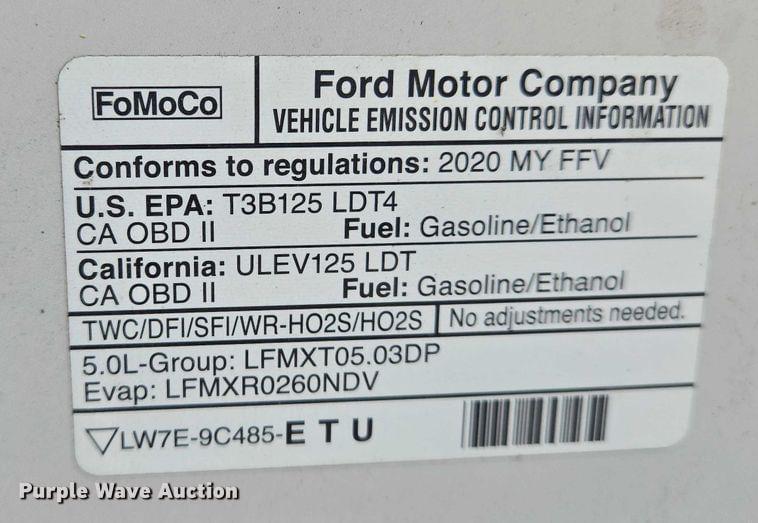 FoMoCo
Ford Motor Company
VEHICLE EMISSION CONTROL INFORMATION
Conforms to regulations: 2020 MY FFV
U.S. EPA: T3B125 LDT4
CA OBD II Fuel: Gasoline/Ethanol
California: ULEV125 LDT
CA OBD II Fuel: Gasoline/Ethanol
TWC/DFI/SFI/WR-HO2S/HO2S No adjustments needed.
5.0L-Group: LFMXT05.03DP
Evap: LFMXR0260NDV
LW7E-9C485-E T U
Purple Wave Auction